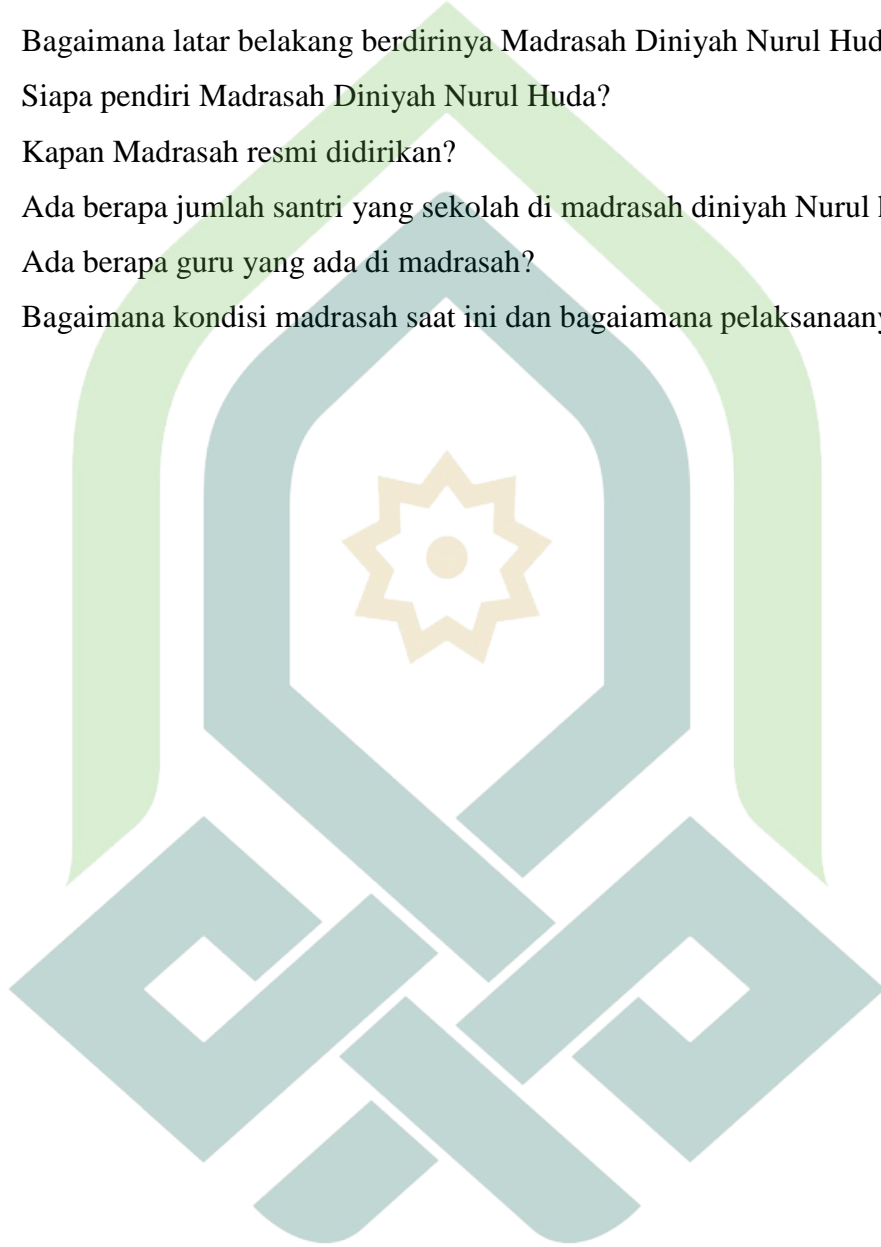 Bagaimana latar belakang berdirinya Madrasah Diniyah Nurul Hud
Siapa pendiri Madrasah Diniyah Nurul Huda?
Kapan Madrasah resmi didirikan?
Ada berapa jumlah santri yang sekolah di madrasah diniyah Nurul
Ada berapa guru yang ada di madrasah?
Bagaimana kondisi madrasah saat ini dan bagaiamana pelaksanaany